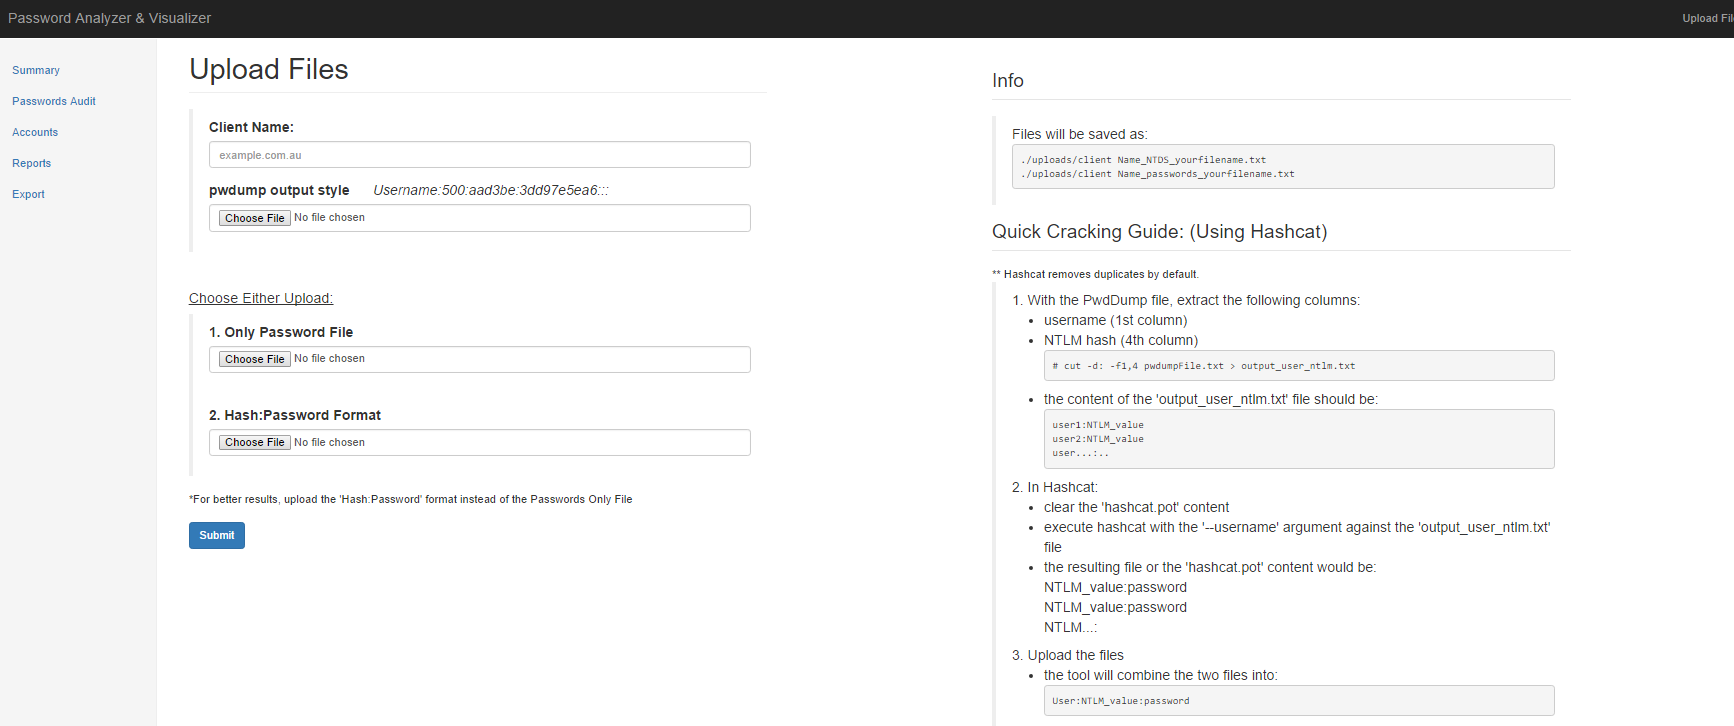 Password Analyzer & Visualizer
Upload Fil
Summary
Passwords Audit
Accounts
Reports
Export
Upload Files
Client Name:
example.com.au
pwdump output style Username:500:aad3be:3dd97e5ea6:::
Choose File No file chosen
Choose Either Upload:
1. Only Password File
Choose File No file chosen
2. Hash:Password Format
Choose File No file chosen
*For better results, upload the 'Hash:Password' format instead of the Passwords Only File
Submit
Info
Files will be saved as:
./uploads/client Name_NTDS_yourfilename.txt
./uploads/client Name_passwords_yourfilename.txt
Quick Cracking Guide: (Using Hashcat)
** Hashcat removes duplicates by default.
1. With the PwdDump file, extract the following columns:
• username (1st column)
• NTLM hash (4th column)
# cut -d: -f1,4 pwdumpFile.txt > output_user_ntlm.txt
• the content of the 'output_user_ntlm.txt' file should be:
user1:NTLM_value
user2:NTLM_value
user...:..
2. In Hashcat:
• clear the 'hashcat.pot' content
• execute hashcat with the '--username' argument against the 'output_user_ntlm.txt'
file
• the resulting file or the 'hashcat.pot' content would be:
NTLM_value:password
NTLM_value:password
NTLM...:
3. Upload the files
• the tool will combine the two files into:
User:NTLM_value:password